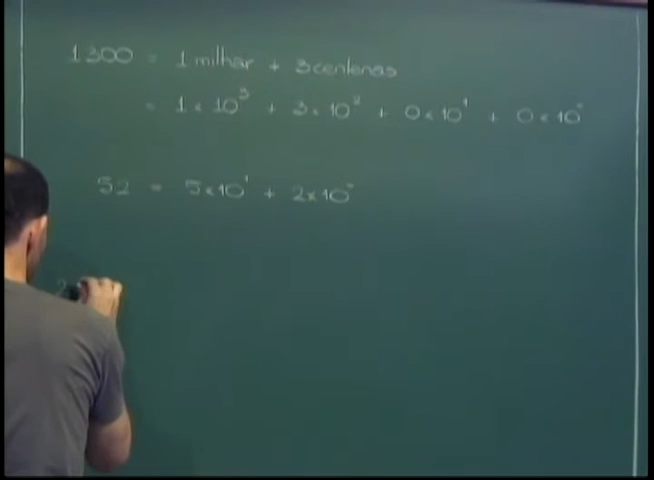 1300 = 1 milhar + 3 centenas
= 1 × 10³ + 3 × 10² + 0 × 10¹ + 0 × 10⁰
52 = 5 × 10¹ + 2 × 10⁰